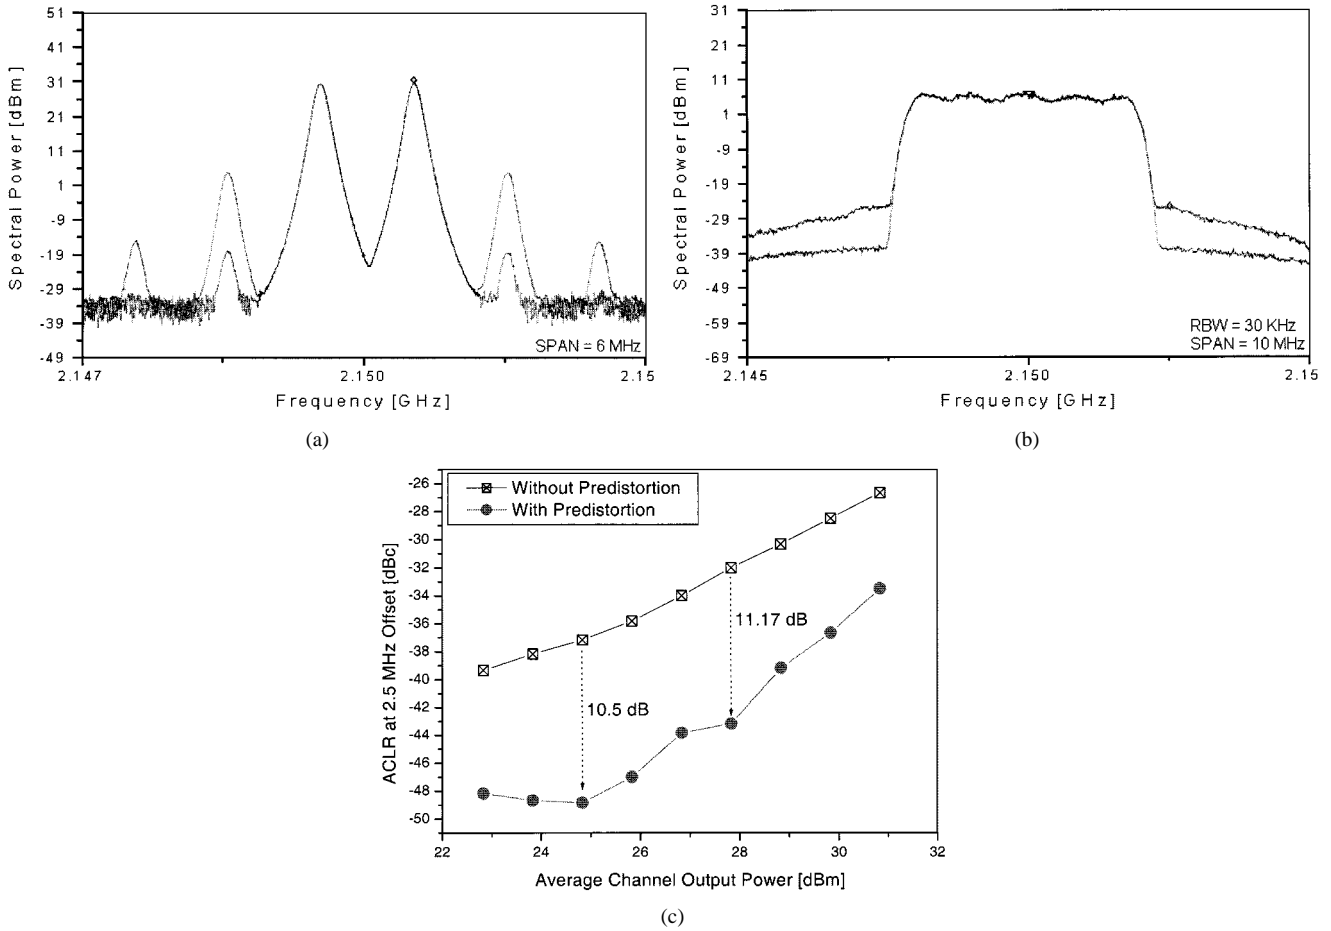 51
41
31
21
11
1
-9
-19
-29
-39
-49
Spectral Power [dBm]
SPAN = 6 MHz
2.147
2.150
2.15
Frequency [GHz]
(a)
31
21
11
1
-9
-19
-29
-39
-49
-59
-69
Spectral Power [dBm]
RBW = 30 KHz
SPAN = 10 MHz
2.145
2.150
2.15
Frequency [GHz]
(b)
-26
-28
-30
-32
-34
-36
-38
-40
-42
-44
-46
-48
-50
ACLR at 2.5 MHz Offset [dBc]
Without Predistortion
With Predistortion
11.17 dB
10.5 dB
22
24
26
28
30
32
Average Channel Output Power [dBm]
(c)